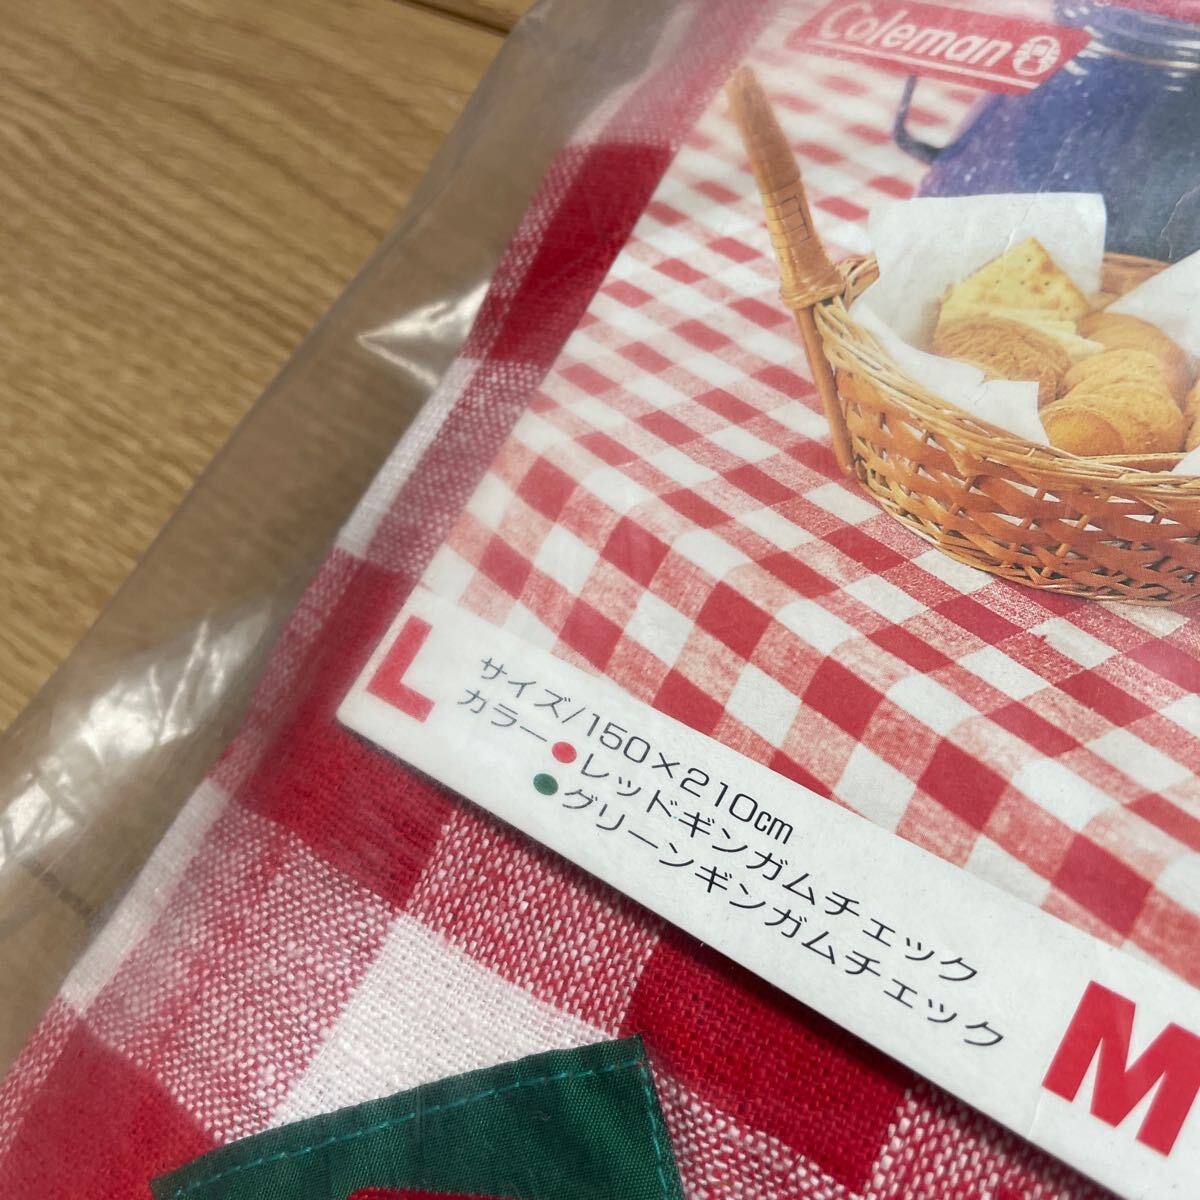 Coleman
L
サイズ/150×210㎝
カラー●レッドギンガムチェック
●グリーンギンガムチェック
M